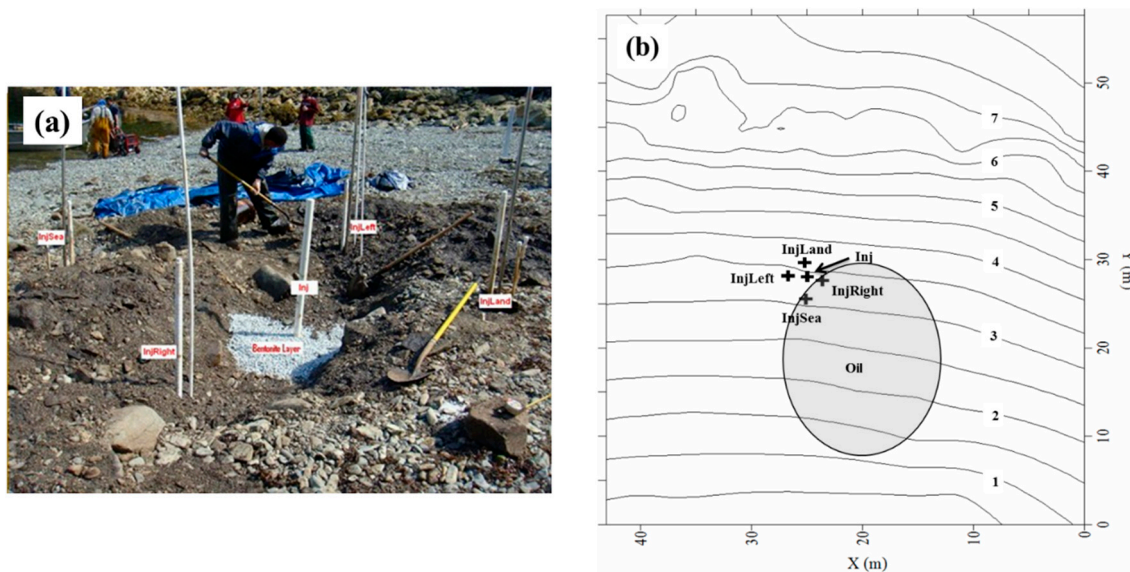 (a)
InjSea
InjLeft
Inj
InjLand
InjRight
Bentonite Layer
(b)
7
6
5
4
3
2
1
InjLand
Inj
InjLeft
InjRight
InjSea
Oil
50
40
30
20
10
0
Y (m)
40
30
20
10
0
X (m)